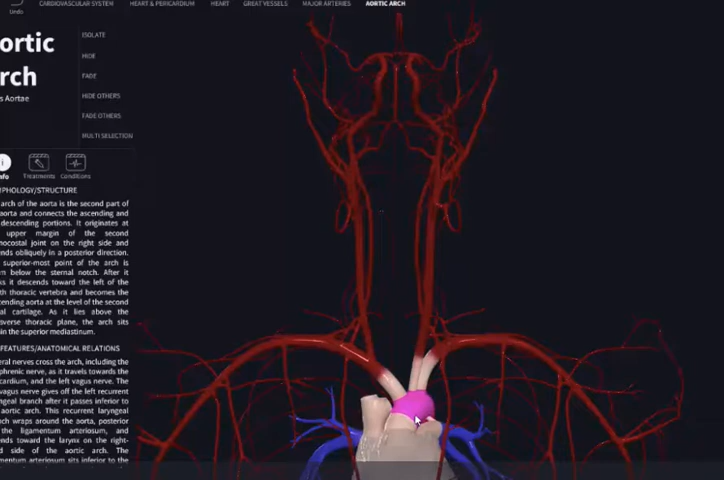 Undo
CARDIOVASCULAR SYSTEM
HEART & PERICARDIUM
HEART
GREAT VESSELS
MAJOR ARTERIES
AORTIC ARCH
ortic
rch
s Aortae
ISOLATE
HIDE
FADE
HIDE OTHERS
FADE OTHERS
MULTI SELECTION
nfo
Treatments
Conditions
PHOLOGY/STRUCTURE
arch of the aorta is the second part of
aorta and connects the ascending and
descending portions. It originates at
upper margin of the second
nocostal joint on the right side and
nds obliquely in a posterior direction.
superior-most point of the arch is
m below the sternal notch. After it
ks it descends toward the left of the
th thoracic vertebra and becomes the
cending aorta at the level of the second
al cartilage. As it lies above the
sverse thoracic plane, the arch sits
in the superior mediastinum.
FEATURES/ANATOMICAL RELATIONS
eral nerves cross the arch, including the
phrenic nerve, as it travels towards the
cardium, and the left vagus nerve. The
vagus nerve gives off the left recurrent
ngeal branch after it passes inferior to
aortic arch. This recurrent laryngeal
nch wraps around the aorta, posterior
the ligamentum arteriosum, and
ends toward the larynx on the right-
d side of the aortic arch. The
mentum arteriosum sits inferior to the